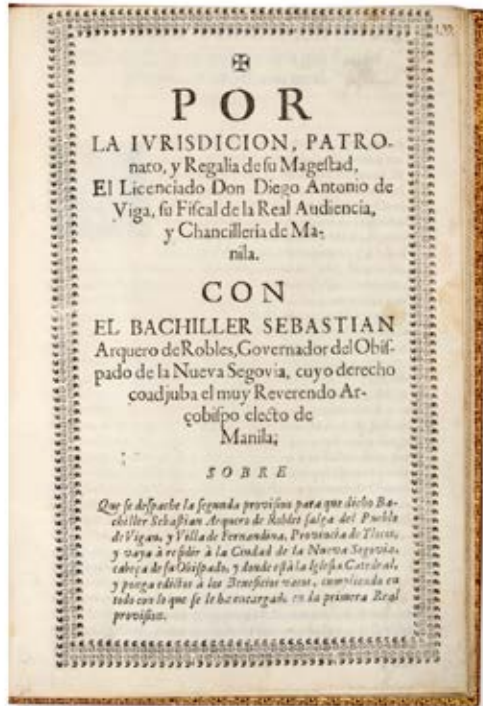 ✠
POR
LA IVRISDICION, PATRO-
nato, y Regalia de su Magestad,
El Licenciado Don Diego Antonio de
Viga, su Fiscal de la Real Audiencia,
y Chancilleria de Ma-
nila.
CON
EL BACHILLER SEBASTIAN
Arquero de Robles, Governador del Obis-
pado de la Nueva Segovia, cuyo derecho
coadjuba el muy Reverendo Ar-
çobispo electo de
Manila;
SOBRE
Que se despache la segunda provision para que dicho Ba-
chiller Sebastian Arquero de Robles salga del Pueblo
de Vigan, y Villa de Fernandina, Provincia de Ilocos,
y vaya à residir à la Ciudad de la Nueva Segovia,
cabeça de su Obispado, y donde està la Iglesia Catedral,
y ponga edictos à los Beneficios vacos, cumpliendo en
todo con lo que se le ha encargado en la primera Real
provision.